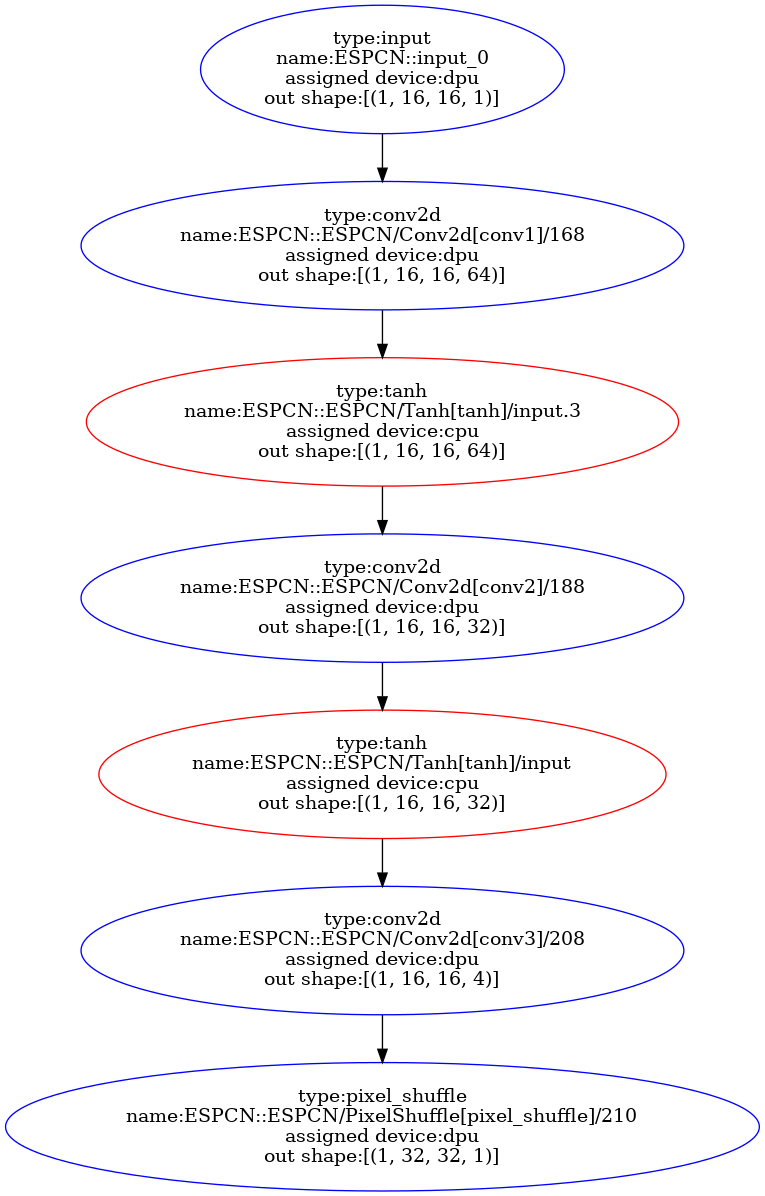 type:input
name:ESPCN::input_0
assigned device:dpu
out shape:[(1, 16, 16, 1)]
type:conv2d
name:ESPCN::ESPCN/Conv2d[conv1]/168
assigned device:dpu
out shape:[(1, 16, 16, 64)]
type:tanh
name:ESPCN::ESPCN/Tanh[tanh]/input.3
assigned device:cpu
out shape:[(1, 16, 16, 64)]
type:conv2d
name:ESPCN::ESPCN/Conv2d[conv2]/188
assigned device:dpu
out shape:[(1, 16, 16, 32)]
type:tanh
name:ESPCN::ESPCN/Tanh[tanh]/input
assigned device:cpu
out shape:[(1, 16, 16, 32)]
type:conv2d
name:ESPCN::ESPCN/Conv2d[conv3]/208
assigned device:dpu
out shape:[(1, 16, 16, 4)]
type:pixel_shuffle
name:ESPCN::ESPCN/PixelShuffle[pixel_shuffle]/210
assigned device:dpu
out shape:[(1, 32, 32, 1)]